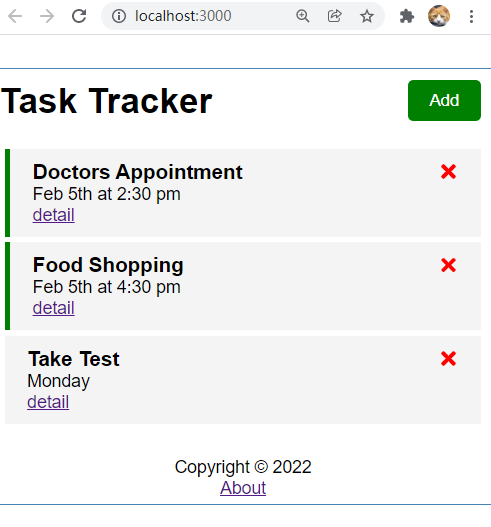 localhost:3000
Task Tracker
Add
Doctors Appointment
Feb 5th at 2:30 pm
detail
Food Shopping
Feb 5th at 4:30 pm
detail
Take Test
Monday
detail
Copyright © 2022
About